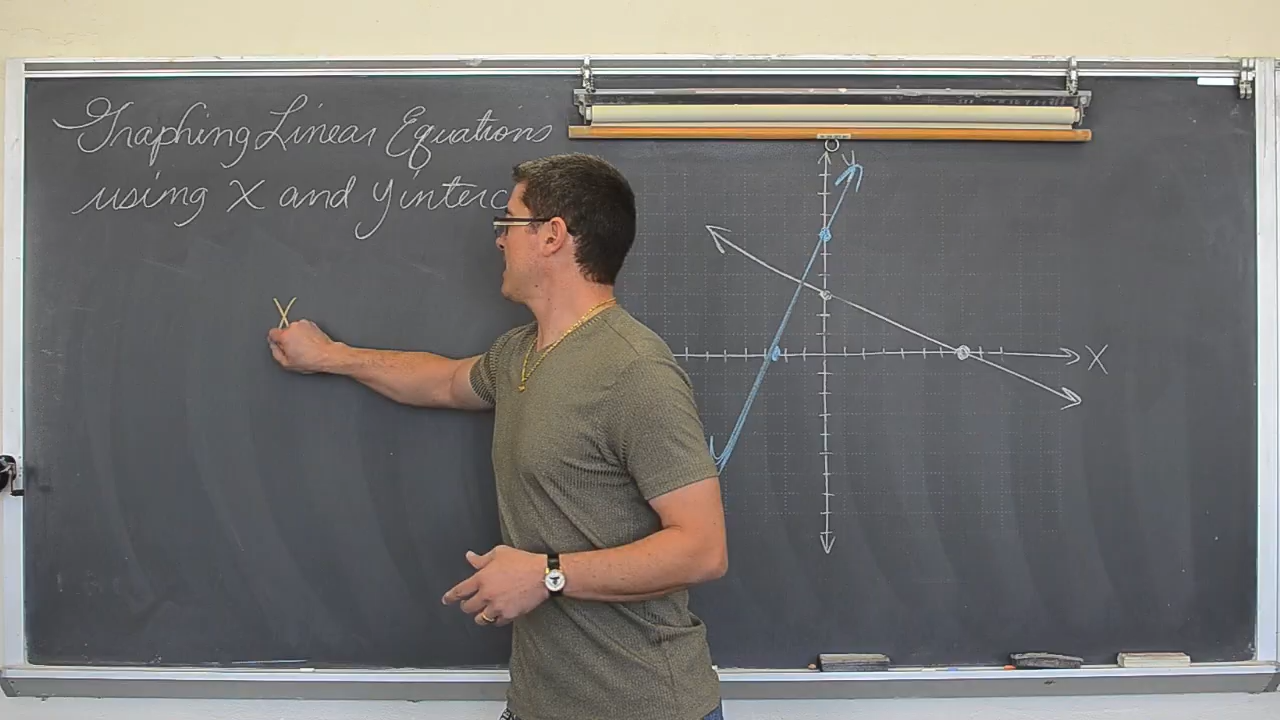 Graphing Linear Equations
using X and y interc
X
y
X